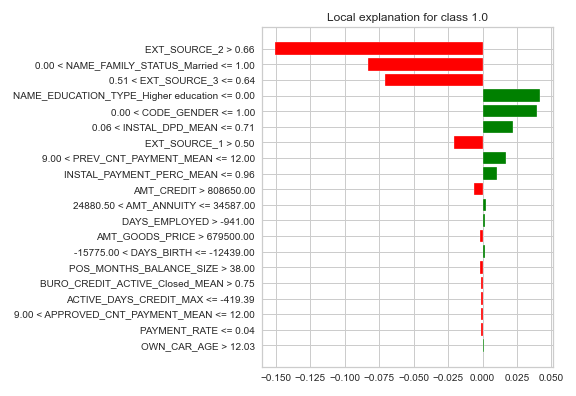 Local explanation for class 1.0
EXT_SOURCE_2 > 0.66
0.00 < NAME_FAMILY_STATUS_Married <= 1.00
0.51 < EXT_SOURCE_3 <= 0.64
NAME_EDUCATION_TYPE_Higher education <= 0.00
0.00 < CODE_GENDER <= 1.00
0.06 < INSTAL_DPD_MEAN <= 0.71
EXT_SOURCE_1 > 0.50
9.00 < PREV_CNT_PAYMENT_MEAN <= 12.00
INSTAL_PAYMENT_PERC_MEAN <= 0.96
AMT_CREDIT > 808650.00
24880.50 < AMT_ANNUITY <= 34587.00
DAYS_EMPLOYED > -941.00
AMT_GOODS_PRICE > 679500.00
-15775.00 < DAYS_BIRTH <= -12439.00
POS_MONTHS_BALANCE_SIZE > 38.00
BURO_CREDIT_ACTIVE_Closed_MEAN > 0.75
ACTIVE_DAYS_CREDIT_MAX <= -419.39
9.00 < APPROVED_CNT_PAYMENT_MEAN <= 12.00
PAYMENT_RATE <= 0.04
OWN_CAR_AGE > 12.03
−0.150 −0.125 −0.100 −0.075 −0.050 −0.025 0.000 0.025 0.050